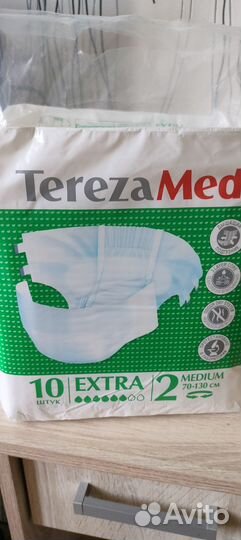 TerezaMed
10
ШТУК
EXTRA
2
MEDIUM
70-130 СМ
Avito